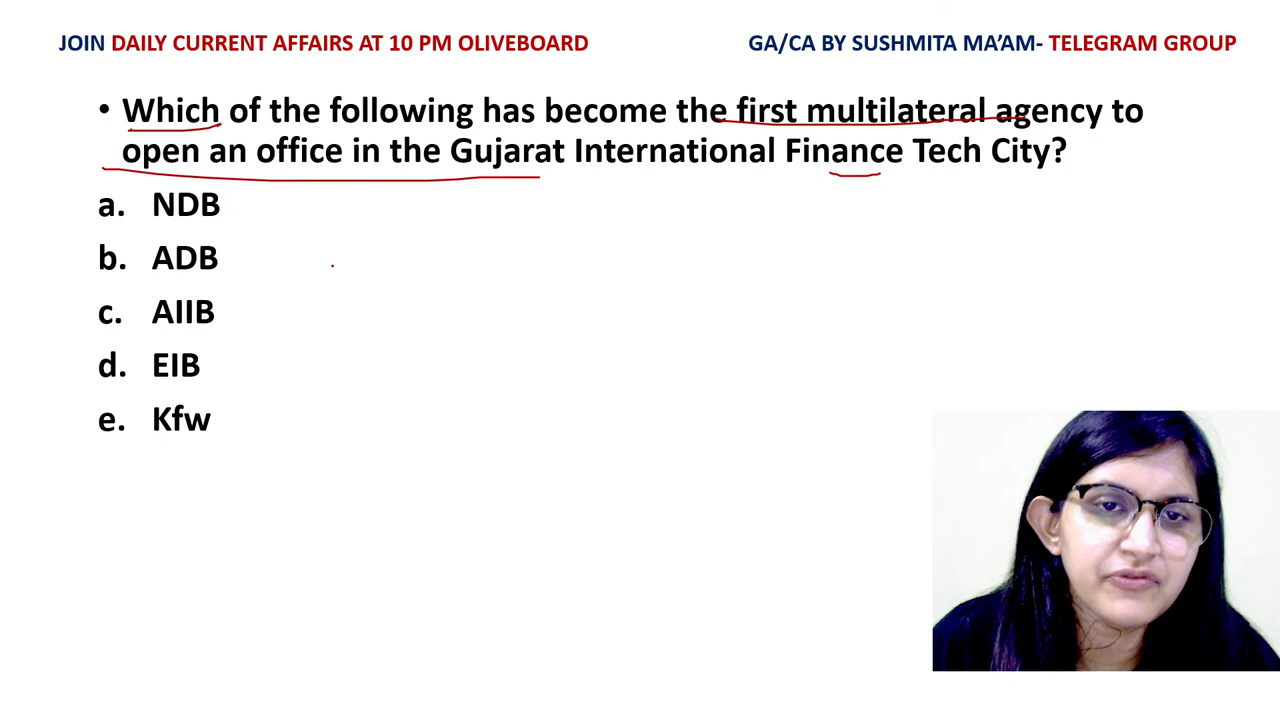 JOIN DAILY CURRENT AFFAIRS AT 10 PM OLIVEBOARD
GA/CA BY SUSHMITA MA’AM- TELEGRAM GROUP
• Which of the following has become the first multilateral agency to
open an office in the Gujarat International Finance Tech City?
a. NDB
b. ADB
c. AIIB
d. EIB
e. Kfw